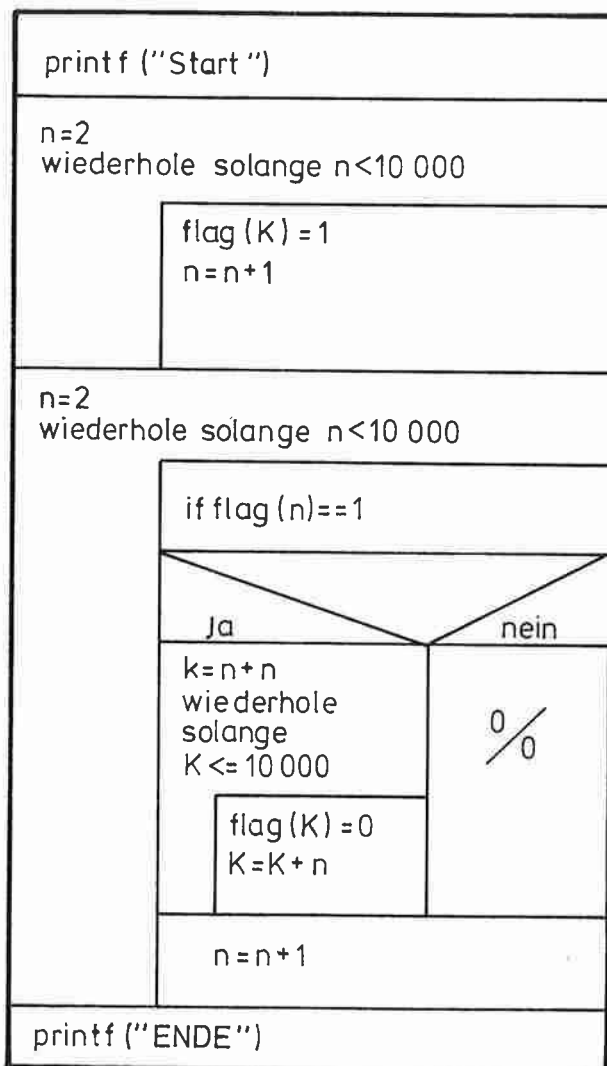 printf ("Start")
n=2
wiederhole solange n<10 000
flag (K) = 1
n=n+1
n=2
wiederhole solange n<10 000
if flag (n)==1
Ja
nein
k=n+n
wiederhole
solange
K<= 10 000
0/0
flag (K) = 0
K=K+n
n=n+1
printf ("ENDE")